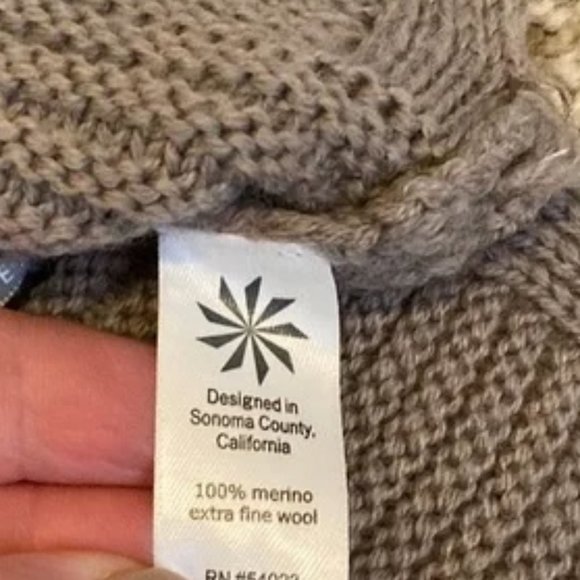 E
Designed in
Sonoma County,
California
100% merino
extra fine wool